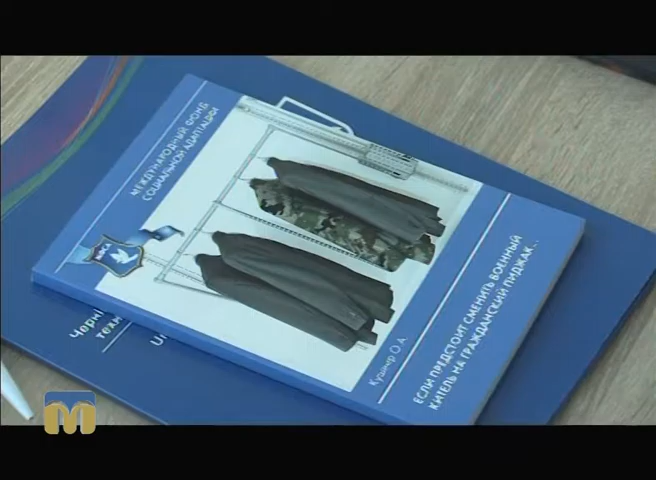 МЕЖДУНАРОДНЫЙ ФОНД
СОЦИАЛЬНОЙ АДАПТАЦИИ
Кушнир О.А.
ЕСЛИ ПРЕДСТОИТ СМЕНИТЬ ВОЕННЫЙ
КИТЕЛЬ НА ГРАЖДАНСКИЙ ПИДЖАК...